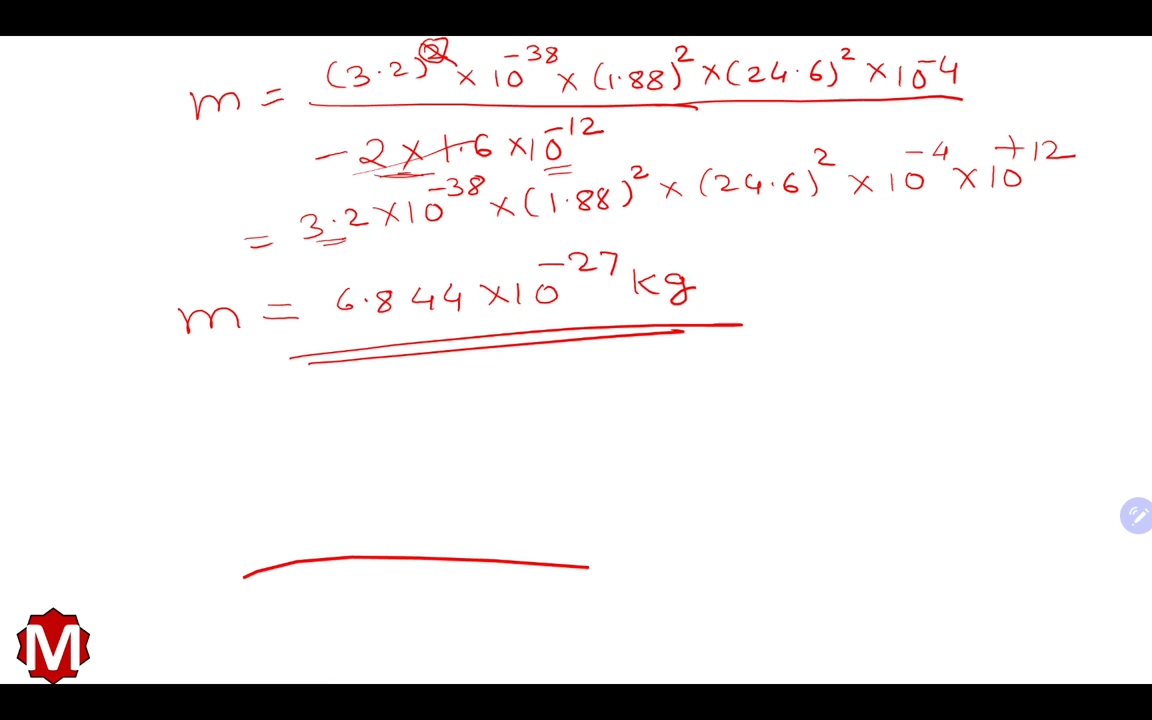 m = (3.2)² × 10⁻³⁸ × (1.88)² × (24.6)² × 10⁻⁴
- 2 × 1.6 × 10⁻¹²
= 3.2 × 10⁻³⁸ × (1.88)² × (24.6)² × 10⁻⁴ × 10⁺¹²
m = 6.844 × 10⁻²⁷ kg
M